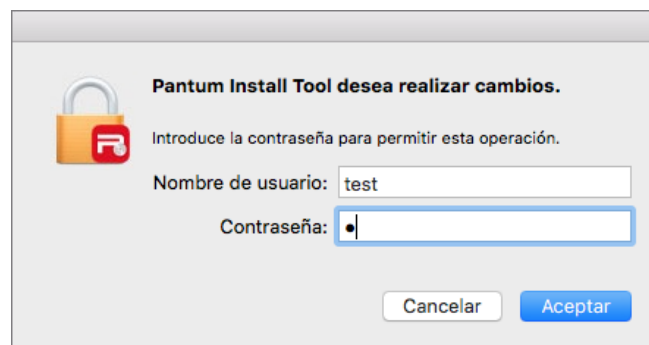 Pantum Install Tool desea realizar cambios.
Introduce la contraseña para permitir esta operación.
Nombre de usuario: test
Contraseña: •
Cancelar Aceptar